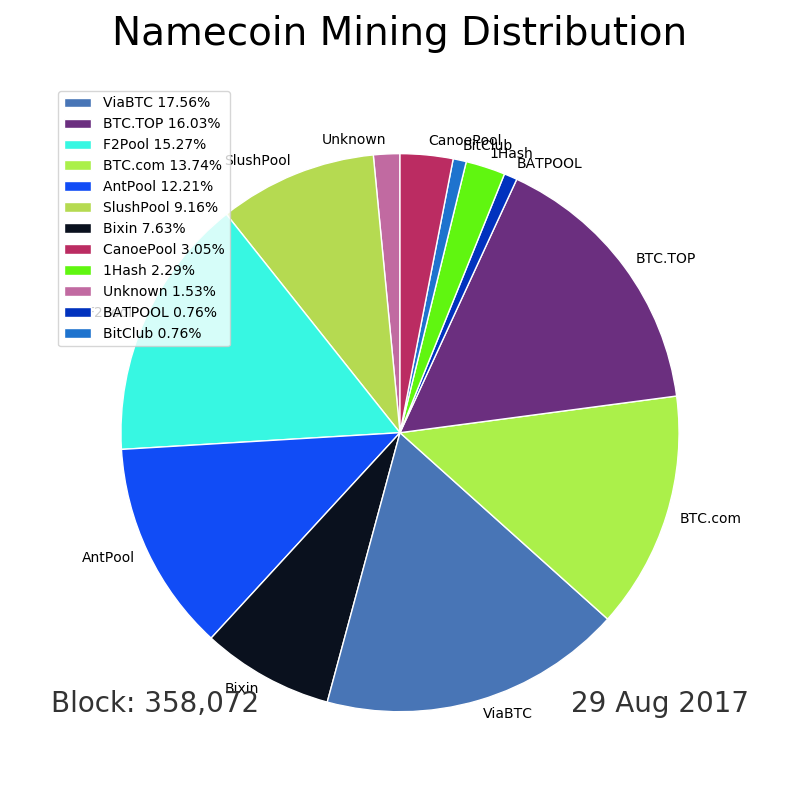 Namecoin Mining Distribution
ViaBTC 17.56%
BTC.TOP 16.03%
F2Pool 15.27%
BTC.com 13.74%
AntPool 12.21%
SlushPool 9.16%
Bixin 7.63%
CanoePool 3.05%
1Hash 2.29%
Unknown 1.53%
BATPOOL 0.76%
BitClub 0.76%
Unknown
CanoePool
BitClub
1Hash
BATPOOL
SlushPool
BTC.TOP
BTC.com
AntPool
Bixin
ViaBTC
Block: 358,072
29 Aug 2017